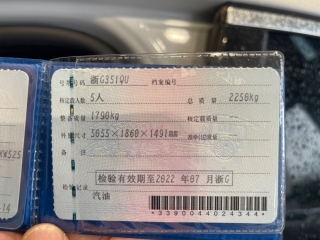 号牌号码 浙G351QU 档案编号
核定载人数 5人 总质量 2250kg
整备质量 1790kg 核定载质量
外廓尺寸 5055×1860×1491mm 准牵引总质量
备注
检验记录 检验有效期至2022年07月浙G
汽油
*3390044024344*